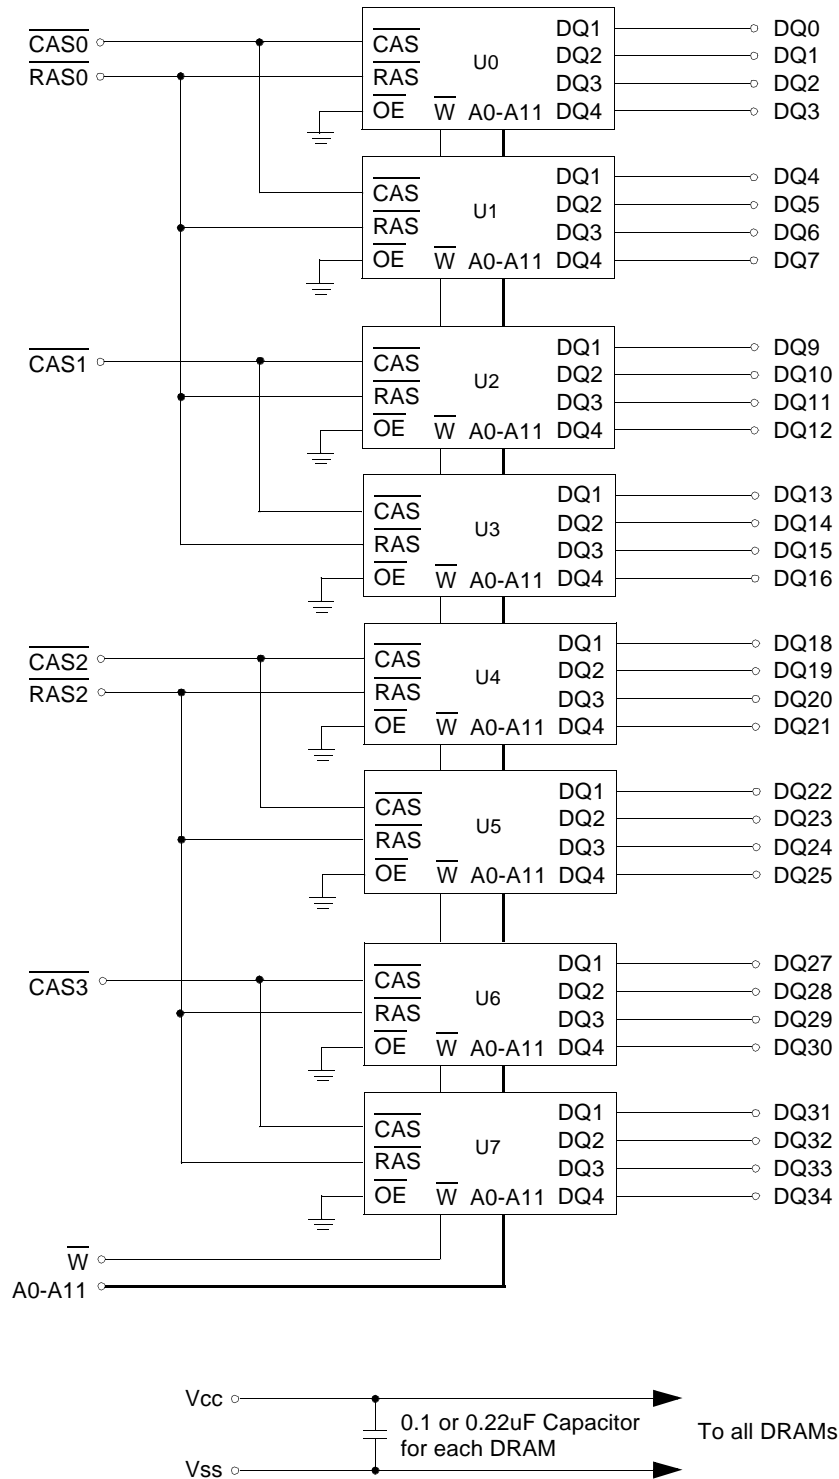 CAS0 CAS DQ1 DQ0
RAS0 RAS U0 DQ2 DQ1
DQ3 DQ2
OE W A0-A11 DQ4 DQ3
CAS DQ1 DQ4
RAS U1 DQ2 DQ5
DQ3 DQ6
OE W A0-A11 DQ4 DQ7
CAS1 CAS DQ1 DQ9
RAS U2 DQ2 DQ10
DQ3 DQ11
OE W A0-A11 DQ4 DQ12
CAS DQ1 DQ13
RAS U3 DQ2 DQ14
DQ3 DQ15
OE W A0-A11 DQ4 DQ16
CAS2 CAS DQ1 DQ18
RAS2 RAS U4 DQ2 DQ19
DQ3 DQ20
OE W A0-A11 DQ4 DQ21
CAS DQ1 DQ22
RAS U5 DQ2 DQ23
DQ3 DQ24
OE W A0-A11 DQ4 DQ25
CAS3 CAS DQ1 DQ27
RAS U6 DQ2 DQ28
DQ3 DQ29
OE W A0-A11 DQ4 DQ30
CAS DQ1 DQ31
RAS U7 DQ2 DQ32
DQ3 DQ33
OE W A0-A11 DQ4 DQ34
W
A0-A11
Vcc
0.1 or 0.22uF Capacitor
for each DRAM
To all DRAMs
Vss